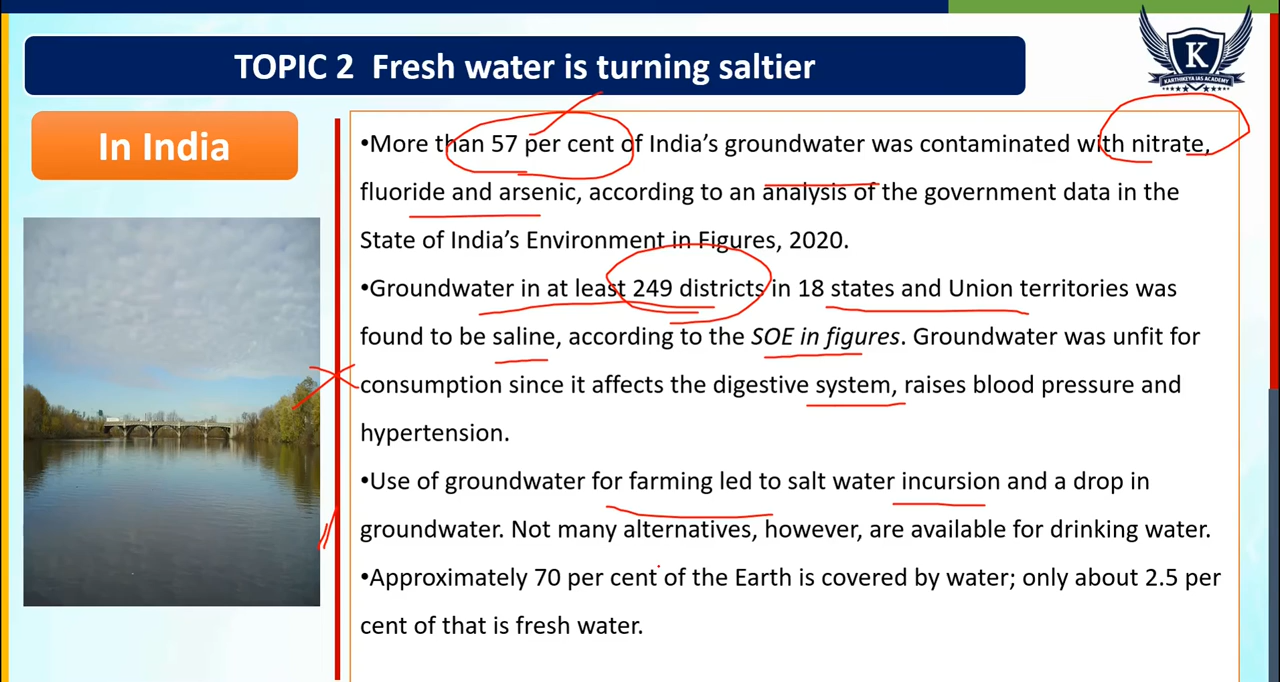 TOPIC 2 Fresh water is turning saltier
K
KARTHIKEYA IAS ACADEMY
In India
•More than 57 per cent of India's groundwater was contaminated with nitrate,
fluoride and arsenic, according to an analysis of the government data in the
State of India's Environment in Figures, 2020.
•Groundwater in at least 249 districts in 18 states and Union territories was
found to be saline, according to the SOE in figures. Groundwater was unfit for
consumption since it affects the digestive system, raises blood pressure and
hypertension.
•Use of groundwater for farming led to salt water incursion and a drop in
groundwater. Not many alternatives, however, are available for drinking water.
•Approximately 70 per cent of the Earth is covered by water; only about 2.5 per
cent of that is fresh water.